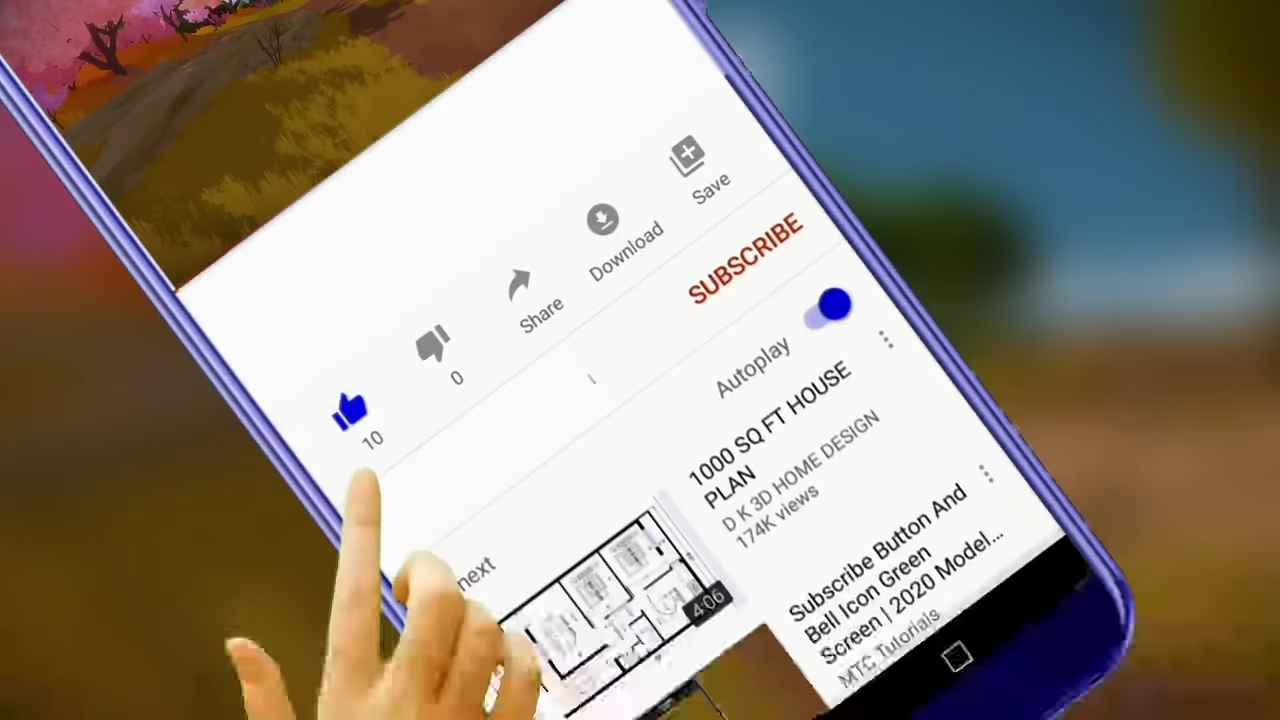 10
0
Share
Download
Save
SUBSCRIBE
Autoplay
next
1000 SQ FT HOUSE
PLAN
D K 3D HOME DESIGN
174K views
4:06
Subscribe Button And
Bell Icon Green
Screen | 2020 Model...
MTC Tutorials